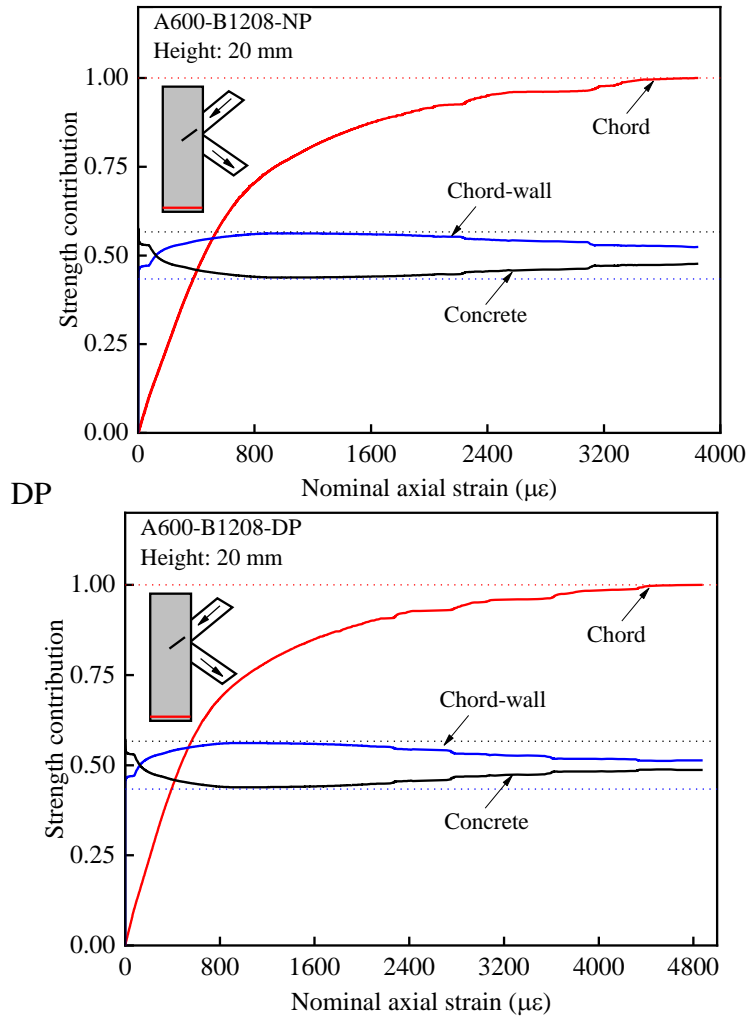 A600-B1208-NP
Height: 20 mm
1.00
Chord
0.75
Chord-wall
0.50
Concrete
0.25
0.00
Strength contribution
0 800 1600 2400 3200 4000
Nominal axial strain (με)
DP
A600-B1208-DP
Height: 20 mm
1.00
Chord
0.75
Chord-wall
0.50
Concrete
0.25
0.00
Strength contribution
0 800 1600 2400 3200 4000 4800
Nominal axial strain (με)